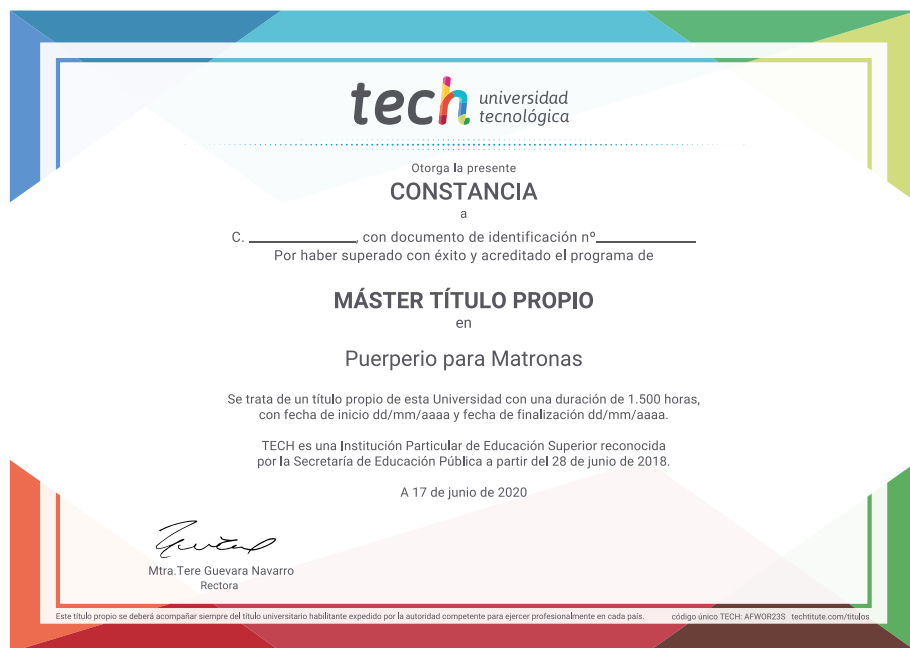 tech universidad
tecnológica
Otorga la presente
CONSTANCIA
a
C. ____________, con documento de identificación nº____________
Por haber superado con éxito y acreditado el programa de
MÁSTER TÍTULO PROPIO
en
Puerperio para Matronas
Se trata de un título propio de esta Universidad con una duración de 1.500 horas,
con fecha de inicio dd/mm/aaaa y fecha de finalización dd/mm/aaaa.
TECH es una Institución Particular de Educación Superior reconocida
por la Secretaría de Educación Pública a partir del 28 de junio de 2018.
A 17 de junio de 2020
Mtra.Tere Guevara Navarro
Rectora
Este título propio se deberá acompañar siempre del título universitario habilitante expedido por la autoridad competente para ejercer profesionalmente en cada país. código único TECH: AFWOR23S techtitute.com/titulos